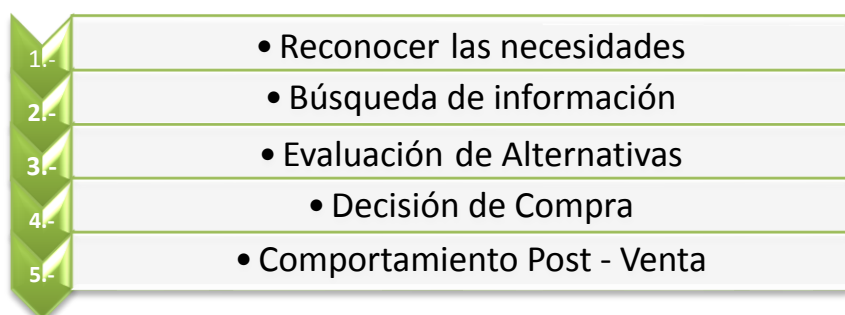 1.- • Reconocer las necesidades
2.- • Búsqueda de información
3.- • Evaluación de Alternativas
4.- • Decisión de Compra
5.- • Comportamiento Post - Venta